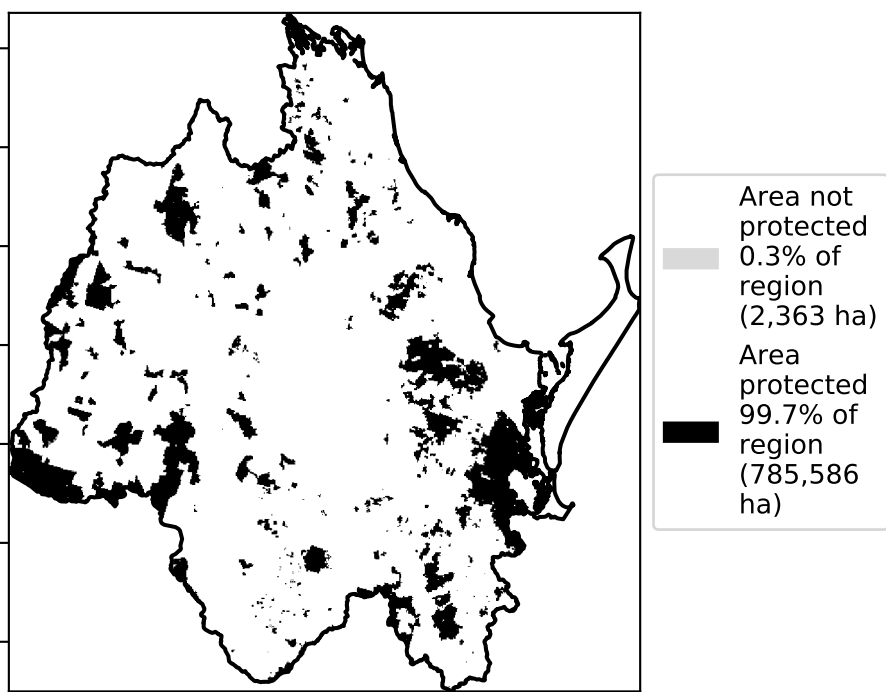 Area not
protected
0.3% of
region
(2,363 ha)
Area
protected
99.7% of
region
(785,586
ha)